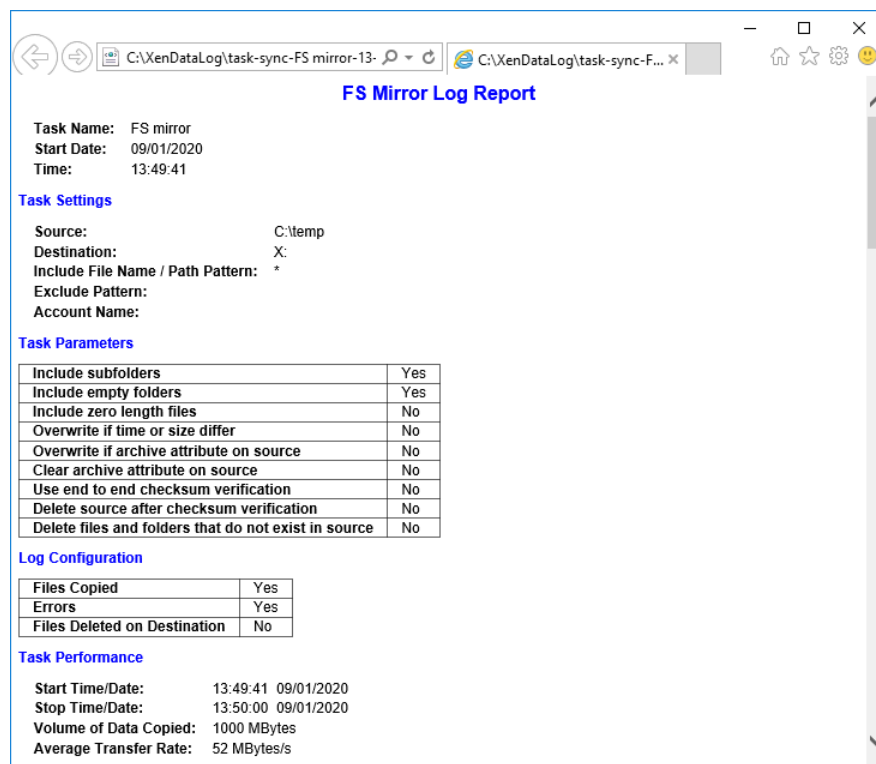 C:\XenDataLog\task-sync-FS mirror-13-
C:\XenDataLog\task-sync-F...
FS Mirror Log Report
Task Name: FS mirror
Start Date: 09/01/2020
Time: 13:49:41
Task Settings
Source: C:\temp
Destination: X:
Include File Name / Path Pattern: *
Exclude Pattern:
Account Name:
Task Parameters
Include subfolders Yes
Include empty folders Yes
Include zero length files No
Overwrite if time or size differ No
Overwrite if archive attribute on source No
Clear archive attribute on source No
Use end to end checksum verification No
Delete source after checksum verification No
Delete files and folders that do not exist in source No
Log Configuration
Files Copied Yes
Errors Yes
Files Deleted on Destination No
Task Performance
Start Time/Date: 13:49:41 09/01/2020
Stop Time/Date: 13:50:00 09/01/2020
Volume of Data Copied: 1000 MBytes
Average Transfer Rate: 52 MBytes/s